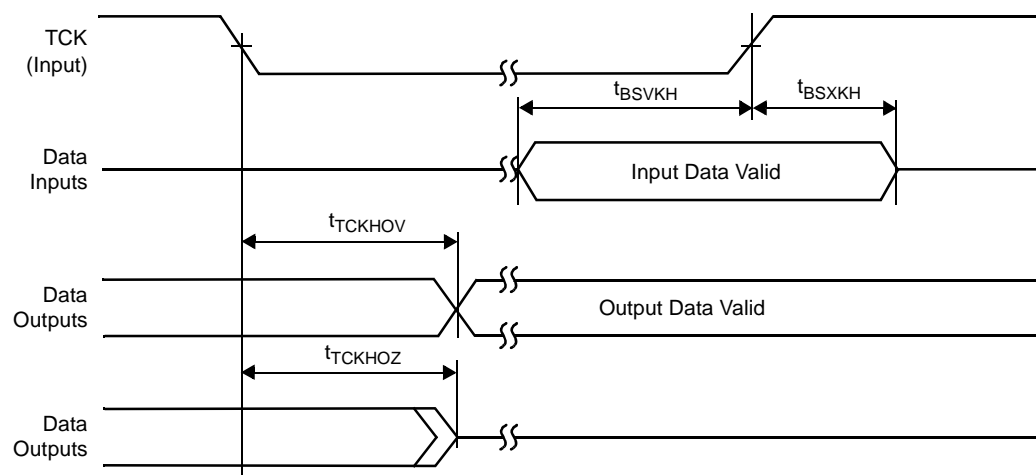 TCK
(Input)
tBSVKH
tBSXKH
Data
Inputs
Input Data Valid
tTCKHOV
Data
Outputs
Output Data Valid
tTCKHOZ
Data
Outputs